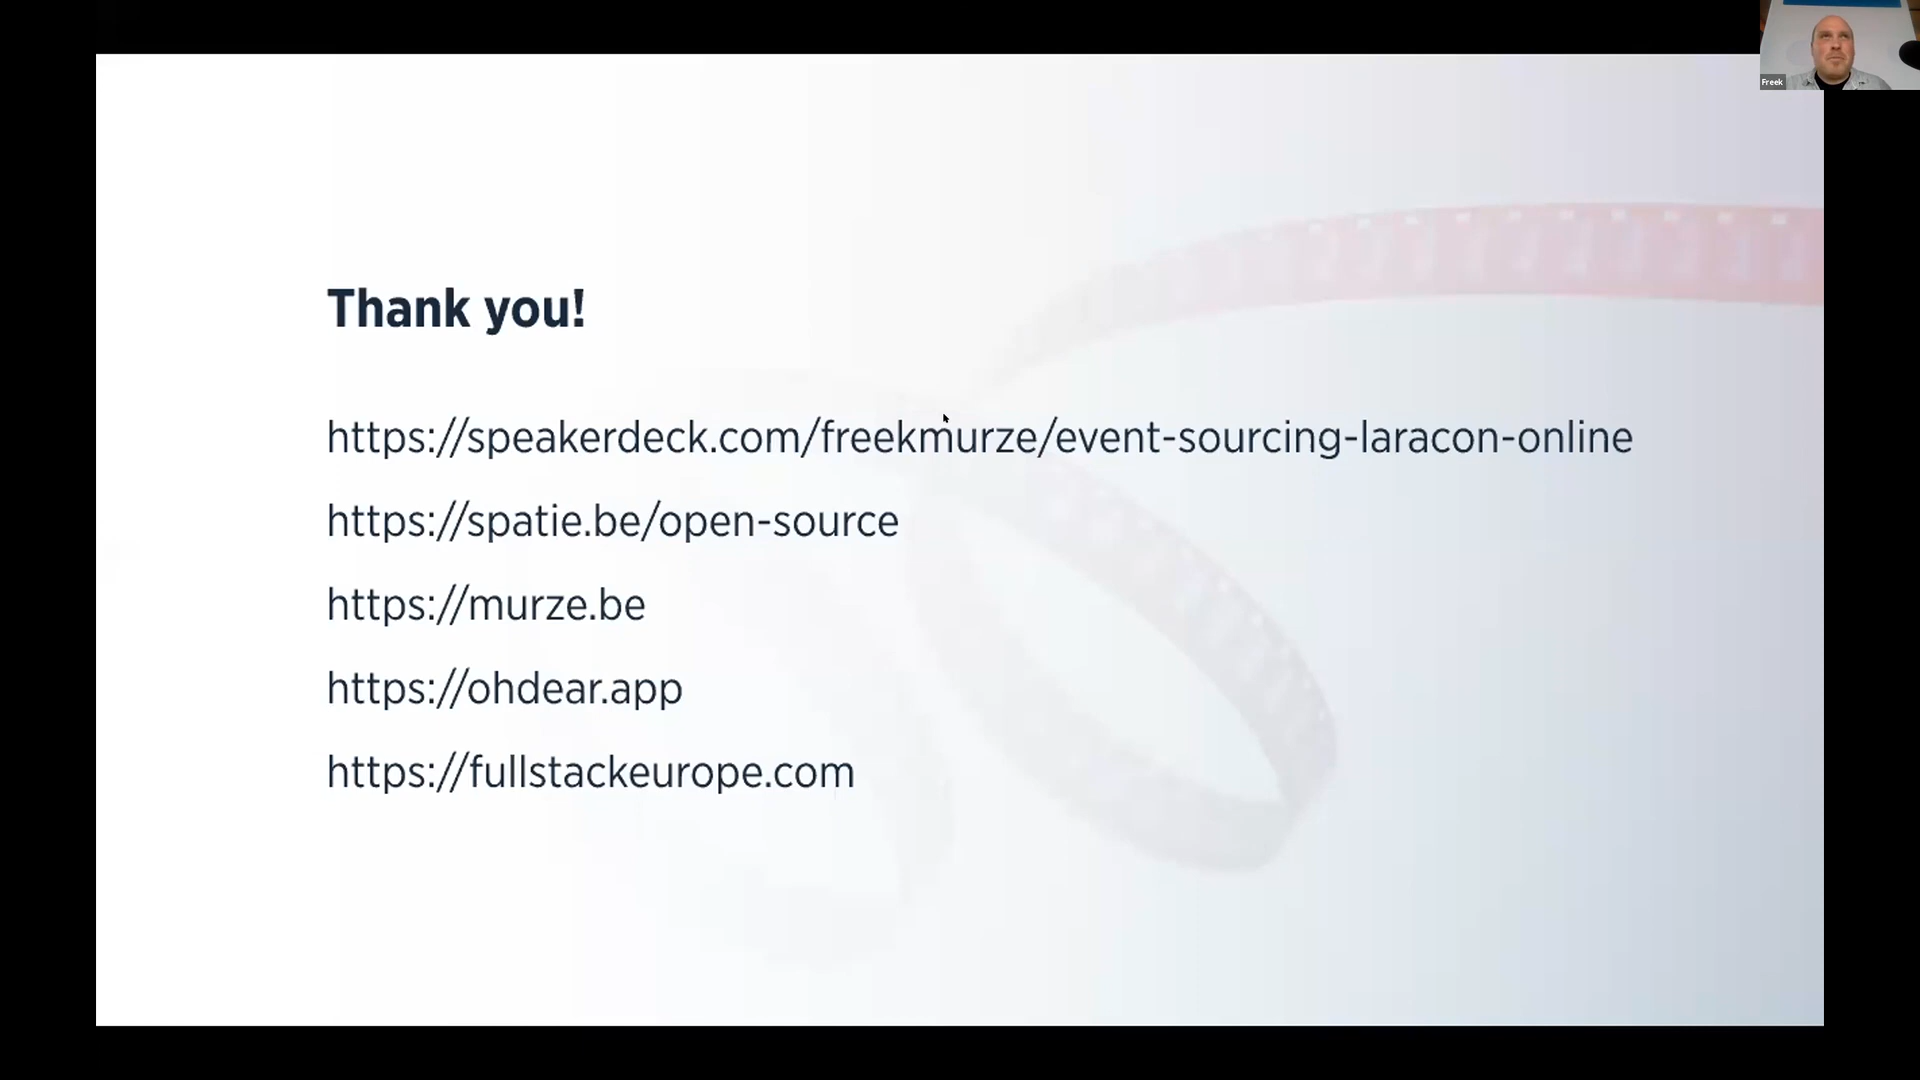 Freek
Thank you!
https://speakerdeck.com/freekmurze/event-sourcing-laracon-online
https://spatie.be/open-source
https://murze.be
https://ohdear.app
https://fullstackeurope.com